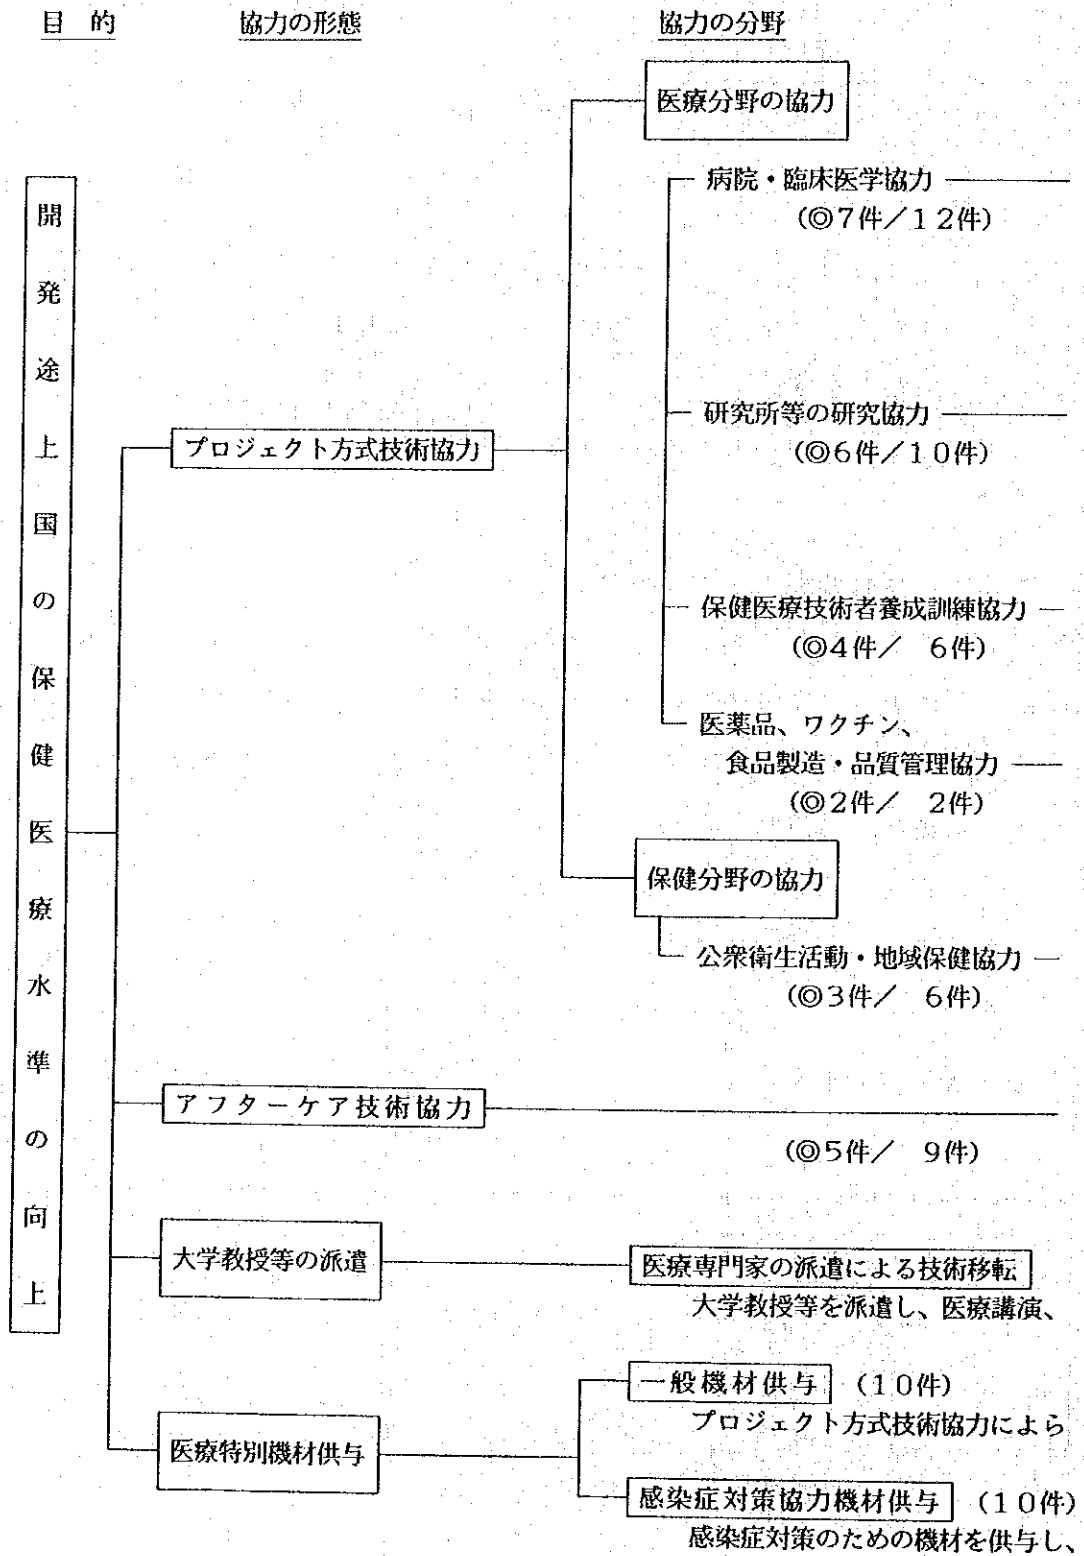 目 的 協力の形態 協力の分野
医療分野の協力
病院・臨床医学協力
(◎7件/12件)
研究所等の研究協力
(◎6件/10件)
保健医療技術者養成訓練協力
(◎4件/ 6件)
医薬品、ワクチン、
食品製造・品質管理協力
(◎2件/ 2件)
保健分野の協力
公衆衛生活動・地域保健協力
(◎3件/ 6件)
開発途上国の保健医療水準の向上
プロジェクト方式技術協力
アフターケア技術協力
(◎5件/ 9件)
大学教授等の派遣
医療専門家の派遣による技術移転
大学教授等を派遣し、医療講演、
医療特別機材供与
一般機材供与 (10件)
プロジェクト方式技術協力によら
感染症対策協力機材供与 (10件)
感染症対策のための機材を供与し、